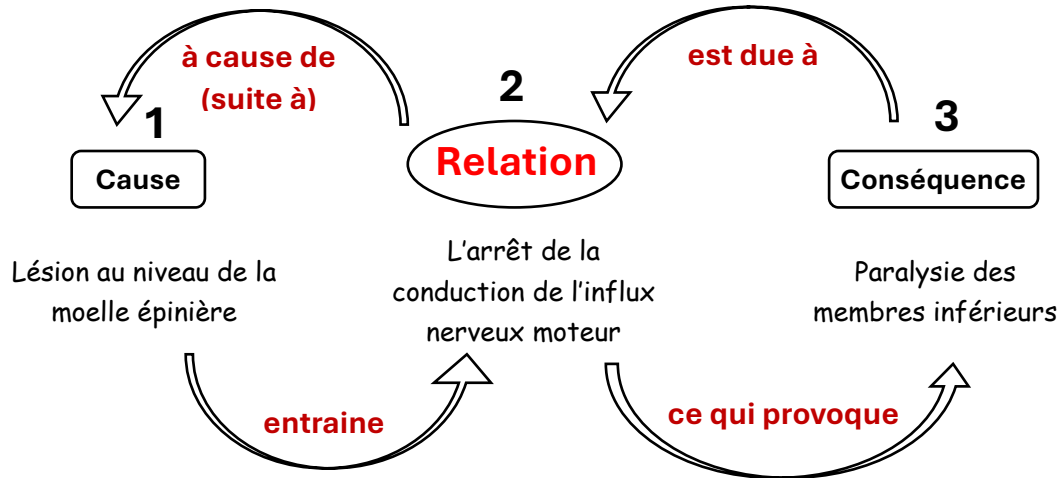 à cause de
(suite à)
est due à
1
2
3
Cause
Relation
Conséquence
Lésion au niveau de la
moelle épinière
L'arrêt de la
conduction de l'influx
nerveux moteur
Paralysie des
membres inférieurs
entraine
ce qui provoque